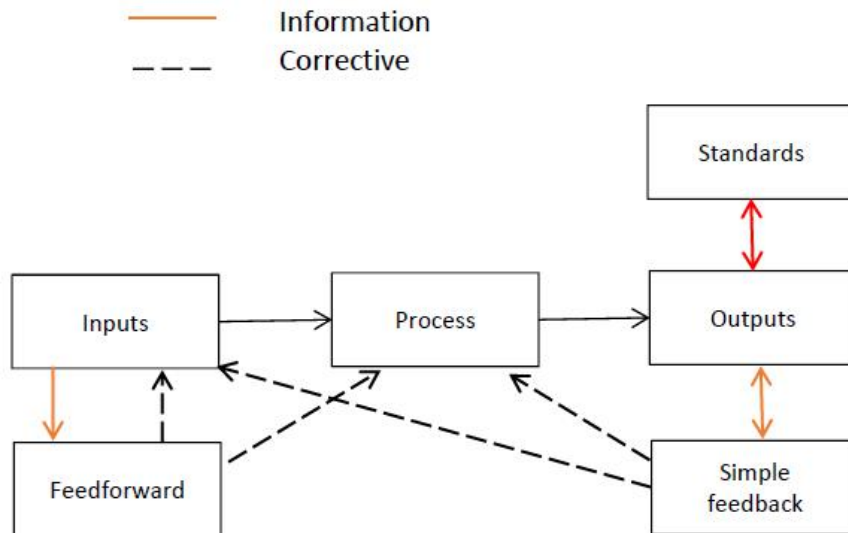 Information
Corrective
Standards
Inputs
Process
Outputs
Feedforward
Simple
feedback